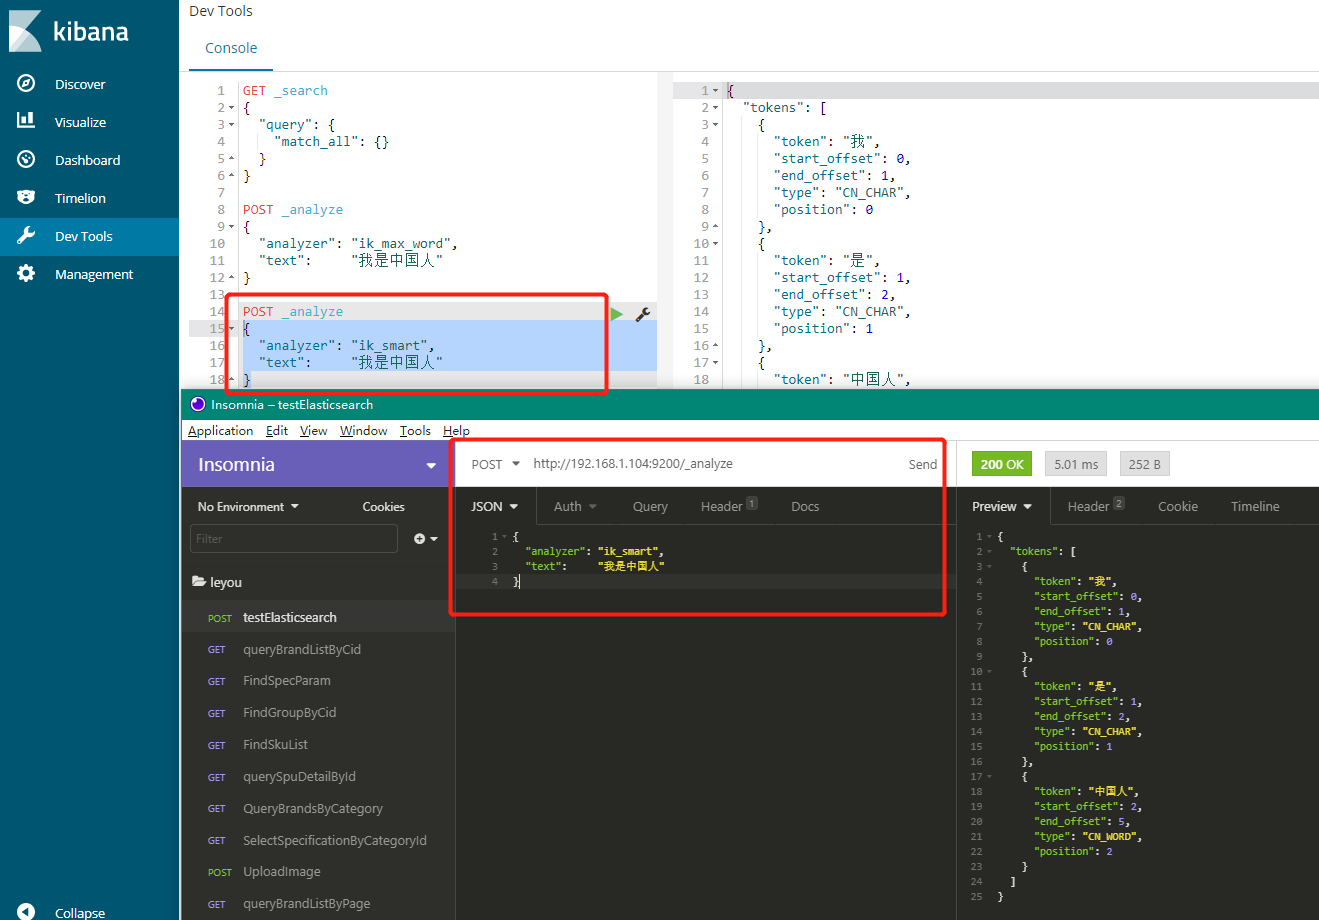 kibana
Discover
Visualize
Dashboard
Timelion
Dev Tools
Management
Collapse
Dev Tools
Console
1 GET _search
2 {
3 "query": {
4 "match_all": {}
5 }
6 }
7
8 POST _analyze
9 {
10 "analyzer": "ik_max_word",
11 "text": "我是中国人"
12 }
13
14 POST _analyze
15 {
16 "analyzer": "ik_smart",
17 "text": "我是中国人"
18 }
1 {
2 "tokens": [
3 {
4 "token": "我",
5 "start_offset": 0,
6 "end_offset": 1,
7 "type": "CN_CHAR",
8 "position": 0
9 },
10 {
11 "token": "是",
12 "start_offset": 1,
13 "end_offset": 2,
14 "type": "CN_CHAR",
15 "position": 1
16 },
17 {
18 "token": "中国人",
Insomnia – testElasticsearch
Application Edit View Window Tools Help
Insomnia
No Environment Cookies
Filter
leyou
POST testElasticsearch
GET queryBrandListByCid
GET FindSpecParam
GET FindGroupByCid
GET FindSkuList
GET querySpuDetailById
GET QueryBrandsByCategory
GET SelectSpecificationByCategoryId
POST UploadImage
GET queryBrandListByPage
POST http://192.168.1.104:9200/_analyze Send
JSON Auth Query Header 1 Docs
1 {
2 "analyzer": "ik_smart",
3 "text": "我是中国人"
4 }
200 OK 5.01 ms 252 B
Preview Header 2 Cookie Timeline
1 {
2 "tokens": [
3 {
4 "token": "我",
5 "start_offset": 0,
6 "end_offset": 1,
7 "type": "CN_CHAR",
8 "position": 0
9 },
10 {
11 "token": "是",
12 "start_offset": 1,
13 "end_offset": 2,
14 "type": "CN_CHAR",
15 "position": 1
16 },
17 {
18 "token": "中国人",
19 "start_offset": 2,
20 "end_offset": 5,
21 "type": "CN_WORD",
22 "position": 2
23 }
24 ]
25 }